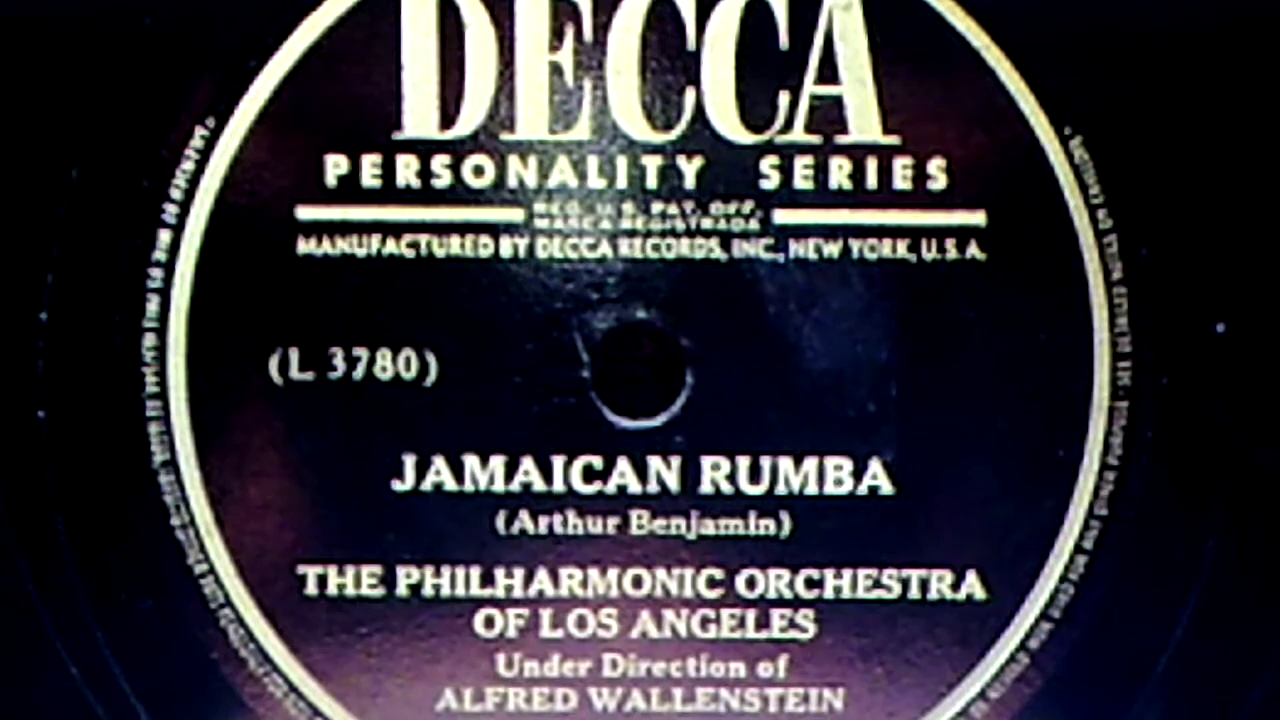 DECCA
PERSONALITY SERIES
REG. U.S. PAT. OFF.
MARCA REGISTRADA
MANUFACTURED BY DECCA RECORDS, INC., NEW YORK, U.S.A.
(L 3780)
JAMAICAN RUMBA
(Arthur Benjamin)
THE PHILHARMONIC ORCHESTRA
OF LOS ANGELES
Under Direction of
ALFRED WALLENSTEIN